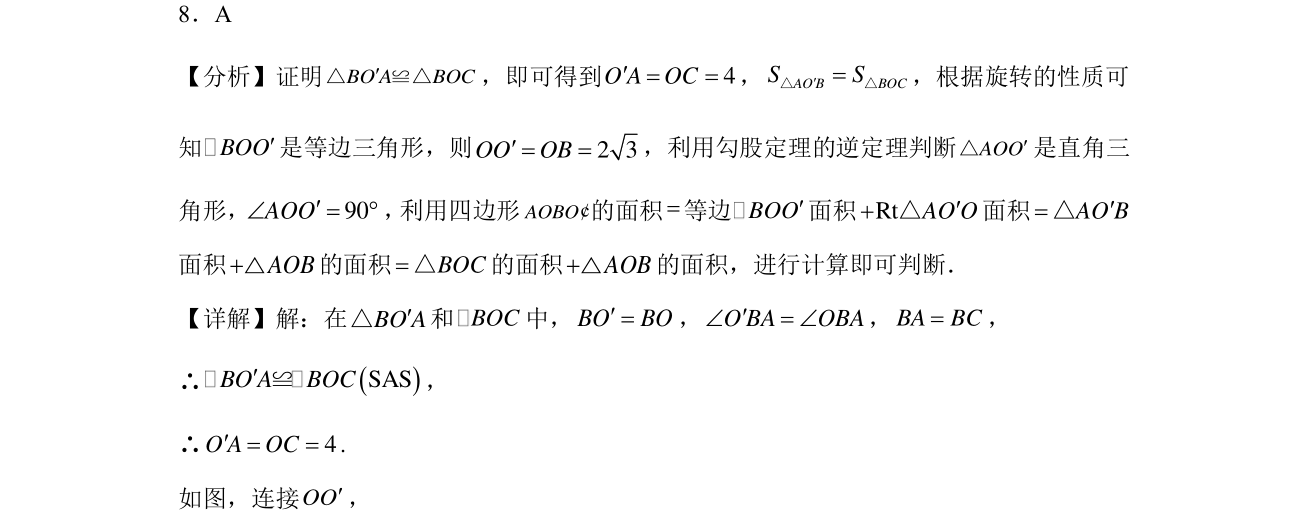 8．A
【分析】证明△BO′A≌△BOC，即可得到O′A=OC=4，S△AO′B=S△BOC，根据旋转的性质可
知□BOO′是等边三角形，则OO′=OB=2√3，利用勾股定理的逆定理判断△AOO′是直角三
角形，∠AOO′=90°，利用四边形AOBO¢的面积=等边□BOO′面积+Rt△AO′O面积=△AO′B
面积+△AOB的面积=△BOC的面积+△AOB的面积，进行计算即可判断．
【详解】解：在△BO′A和□BOC中，BO′=BO，∠O′BA=∠OBA，BA=BC，
∴□BO′A≌□BOC(SAS)，
∴O′A=OC=4．
如图，连接OO′，